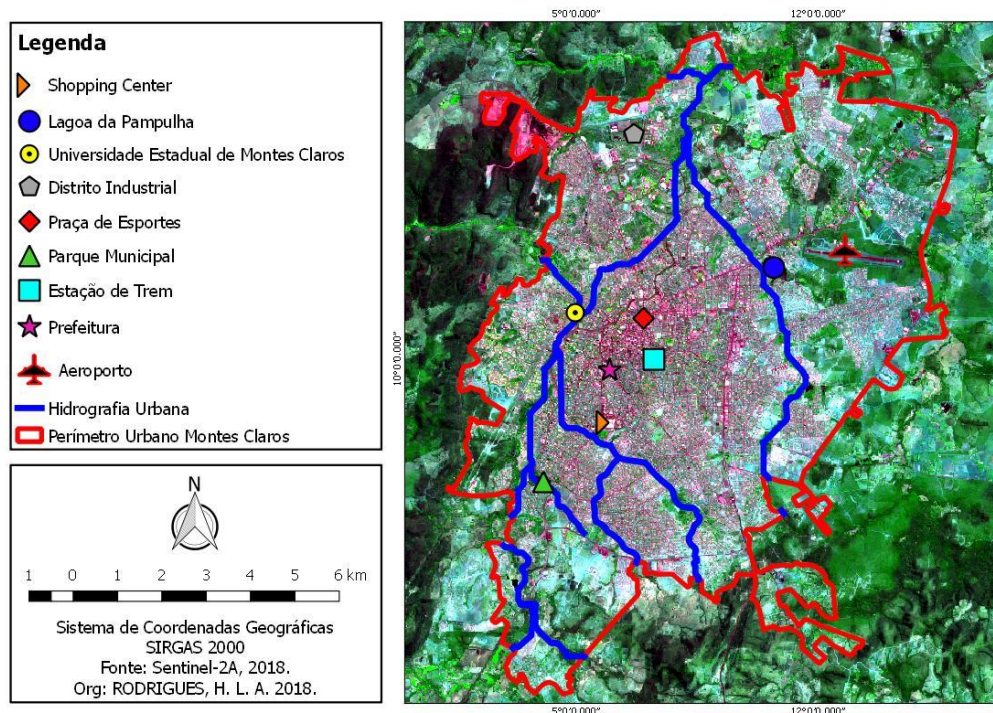 Legenda
Shopping Center
Lagoa da Pampulha
Universidade Estadual de Montes Claros
Distrito Industrial
Praça de Esportes
Parque Municipal
Estação de Trem
Prefeitura
Aeroporto
Hidrografia Urbana
Perímetro Urbano Montes Claros
N
1 0 1 2 3 4 5 6 km
Sistema de Coordenadas Geográficas
SIRGAS 2000
Fonte: Sentinel-2A, 2018.
Org: RODRIGUES, H. L. A. 2018.
5°0'0.000" 12°0'0.000"
10°0'0.000"
5°0'0.000" 12°0'0.000"